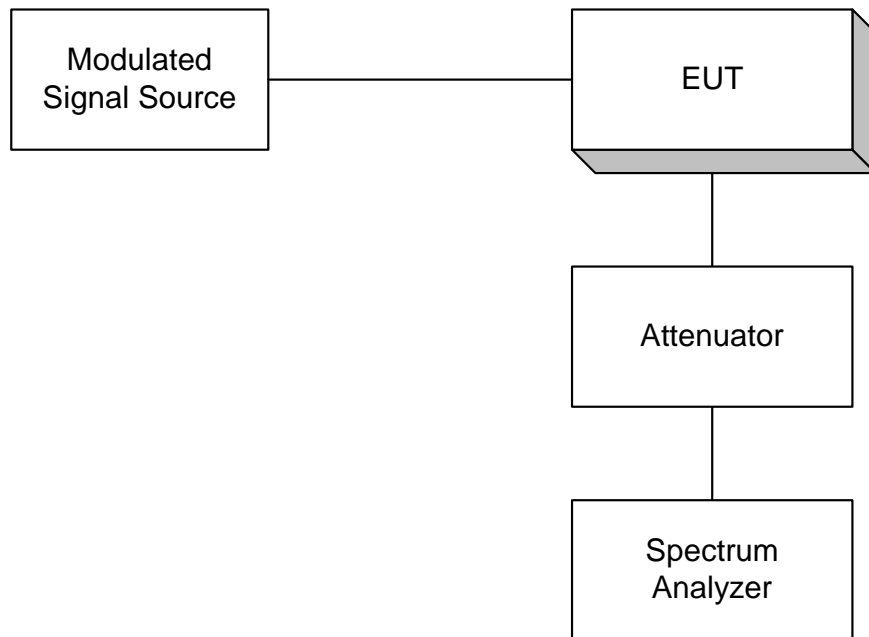 Modulated
Signal Source
EUT
Attenuator
Spectrum
Analyzer